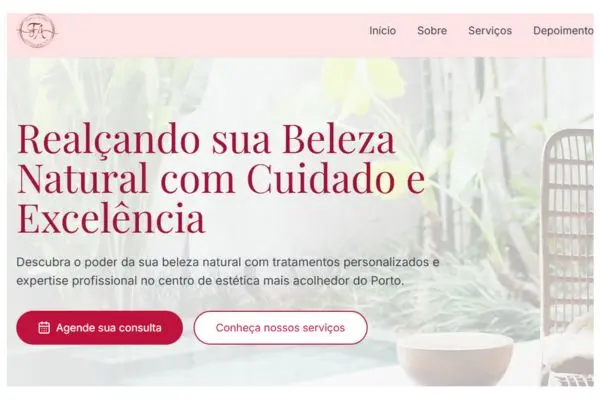 Início Sobre Serviços Depoimento
Realçando sua Beleza
Natural com Cuidado e
Excelência
Descubra o poder da sua beleza natural com tratamentos personalizados e
expertise profissional no centro de estética mais acolhedor do Porto.
Agende sua consulta Conheça nossos serviços